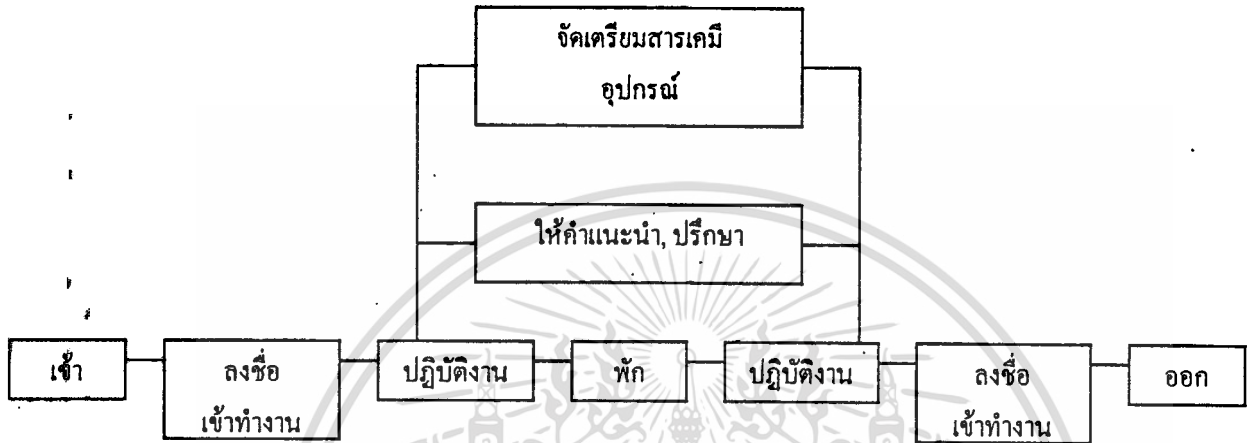 จัดเตรียมสารเคมี
อุปกรณ์
ให้คำแนะนำ, ปรึกษา
เข้า
ลงชื่อ
เข้าทำงาน
ปฏิบัติงาน
พัก
ปฏิบัติงาน
ลงชื่อ
เข้าทำงาน
ออก